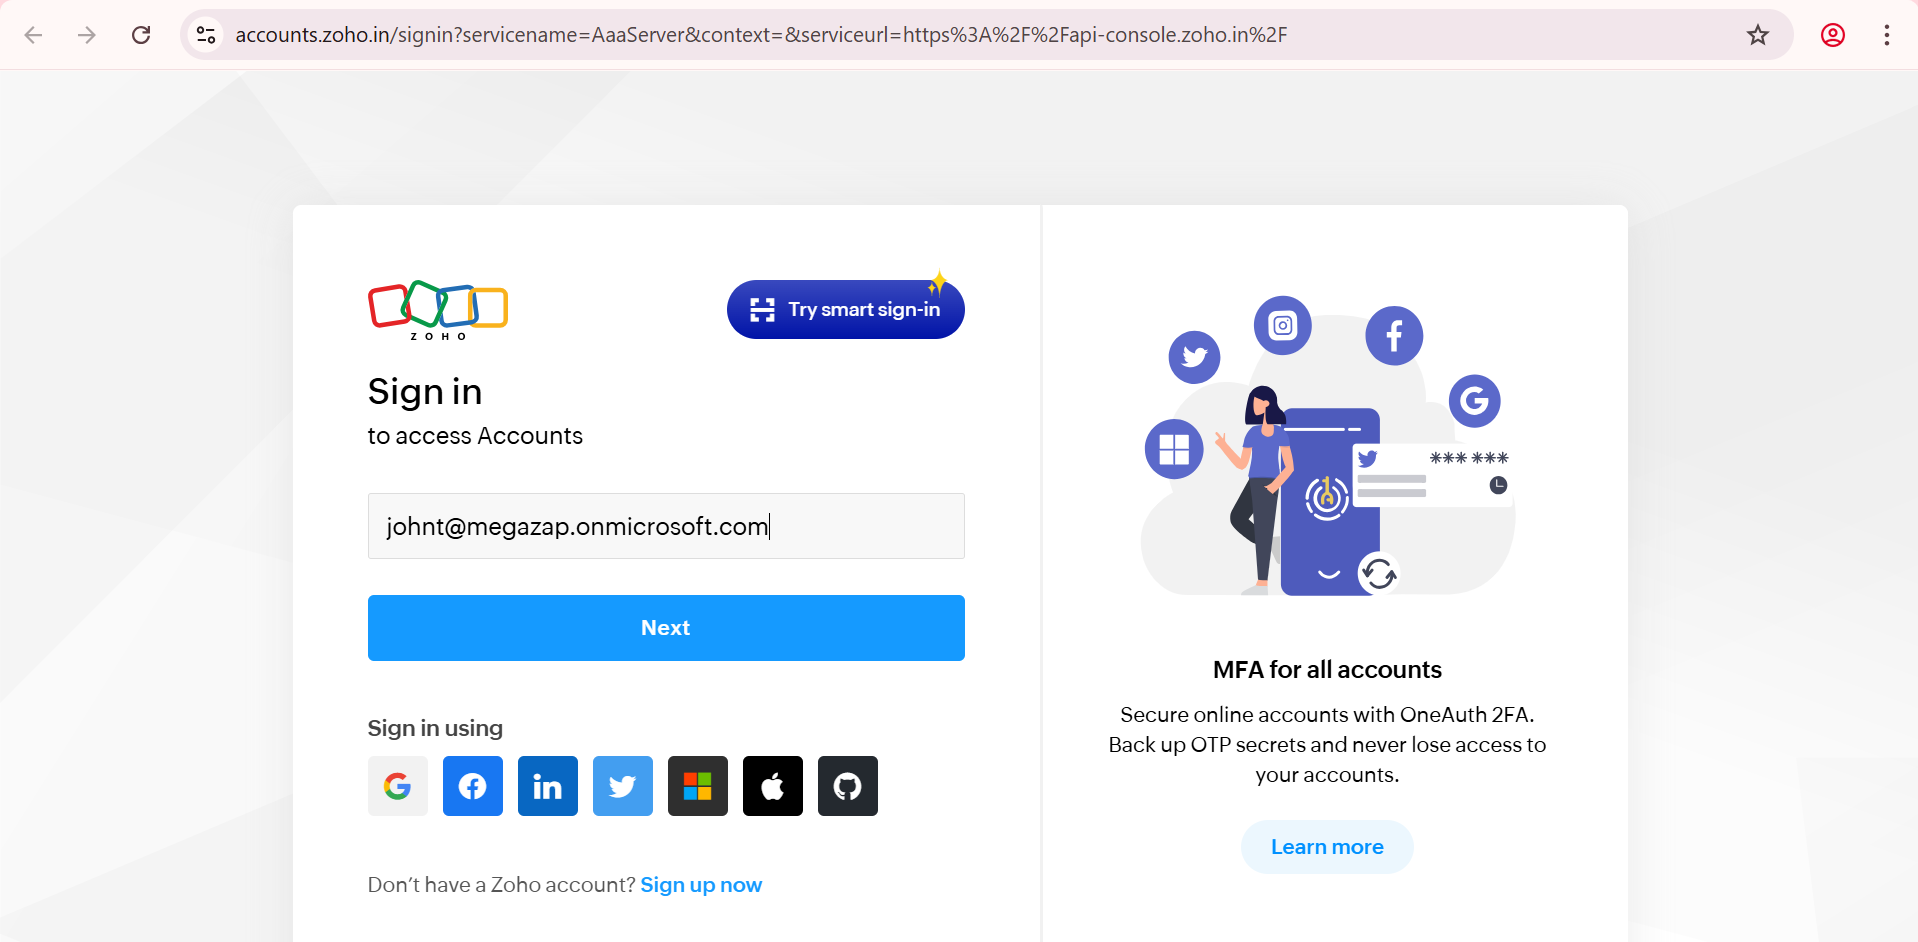 accounts.zoho.in/signin?servicename=AaaServer&context=&serviceurl=https%3A%2F%2Fapi-console.zoho.in%2F
ZOHO
Try smart sign-in
Sign in
to access Accounts
johnt@megazap.onmicrosoft.com
Next
Sign in using
Don’t have a Zoho account? Sign up now
*** ***
MFA for all accounts
Secure online accounts with OneAuth 2FA.
Back up OTP secrets and never lose access to
your accounts.
Learn more